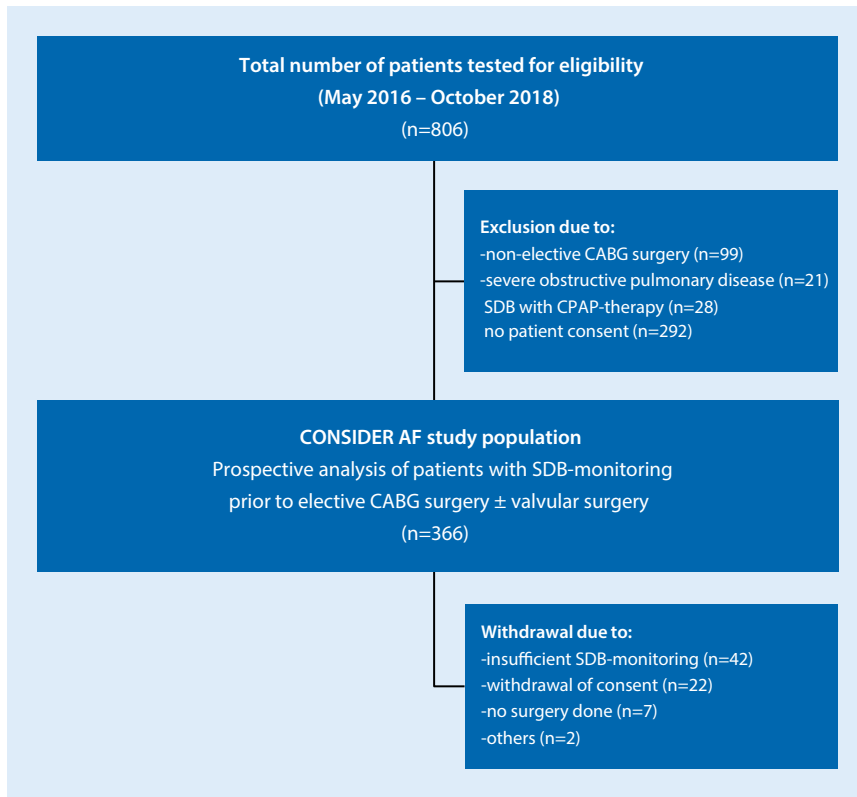 Total number of patients tested for eligibility
(May 2016 – October 2018)
(n=806)
Exclusion due to:
-non-elective CABG surgery (n=99)
-severe obstructive pulmonary disease (n=21)
SDB with CPAP-therapy (n=28)
no patient consent (n=292)
CONSIDER AF study population
Prospective analysis of patients with SDB-monitoring
prior to elective CABG surgery ± valvular surgery
(n=366)
Withdrawal due to:
-insufficient SDB-monitoring (n=42)
-withdrawal of consent (n=22)
-no surgery done (n=7)
-others (n=2)